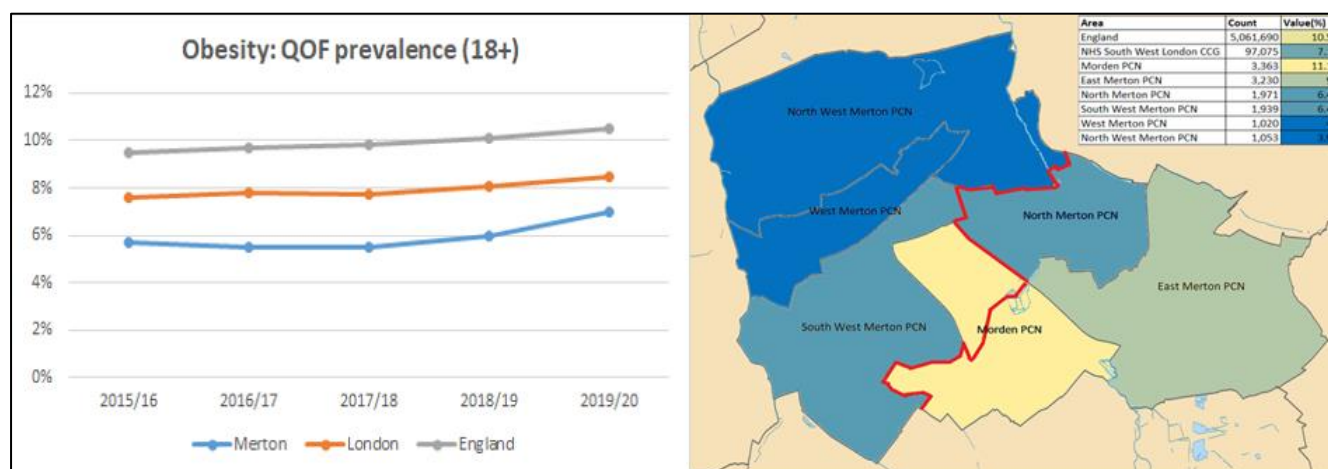 Obesity: QOF prevalence (18+)
12%
10%
8%
6%
4%
2%
0%
2015/16 2016/17 2017/18 2018/19 2019/20
Merton London England
Area Count Value(%)
England 5,061,690
NHS South West London CCG 97,075
Morden PCN 3,363
East Merton PCN 3,230
North Merton PCN 1,971
South West Merton PCN 1,939
West Merton PCN 1,020
North West Merton PCN 1,053
North West Merton PCN
West Merton PCN
North Merton PCN
East Merton PCN
South West Merton PCN
Morden PCN